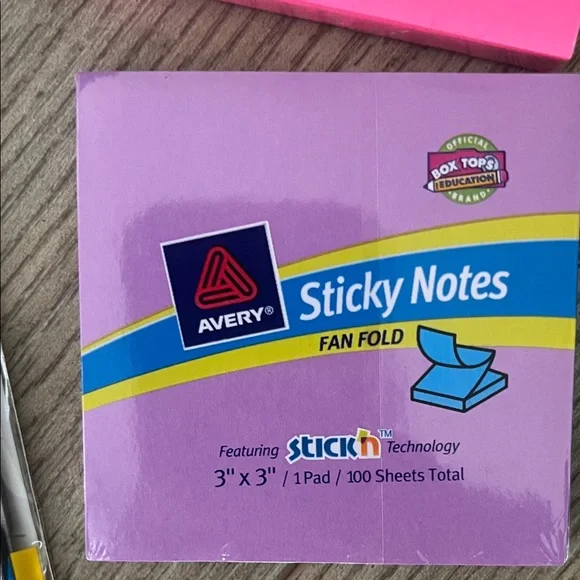 OFFICIAL
BOX TOPS
EDUCATION
BRAND
AVERY®
Sticky Notes
FAN FOLD
Featuring STICK'n™ Technology
3" x 3" / 1 Pad / 100 Sheets Total